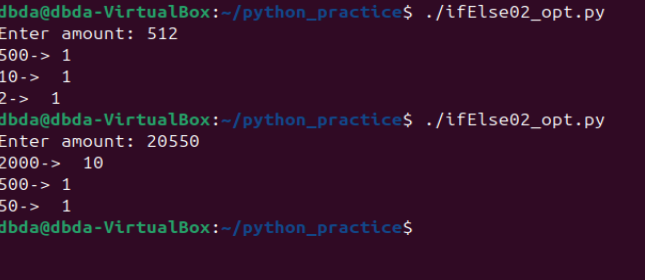 dbda@dbda-VirtualBox:~/python_practice$ ./ifElse02_opt.py
Enter amount: 512
500-> 1
10->  1
2->  1
dbda@dbda-VirtualBox:~/python_practice$ ./ifElse02_opt.py
Enter amount: 20550
2000->  10
500-> 1
50->  1
dbda@dbda-VirtualBox:~/python_practice$